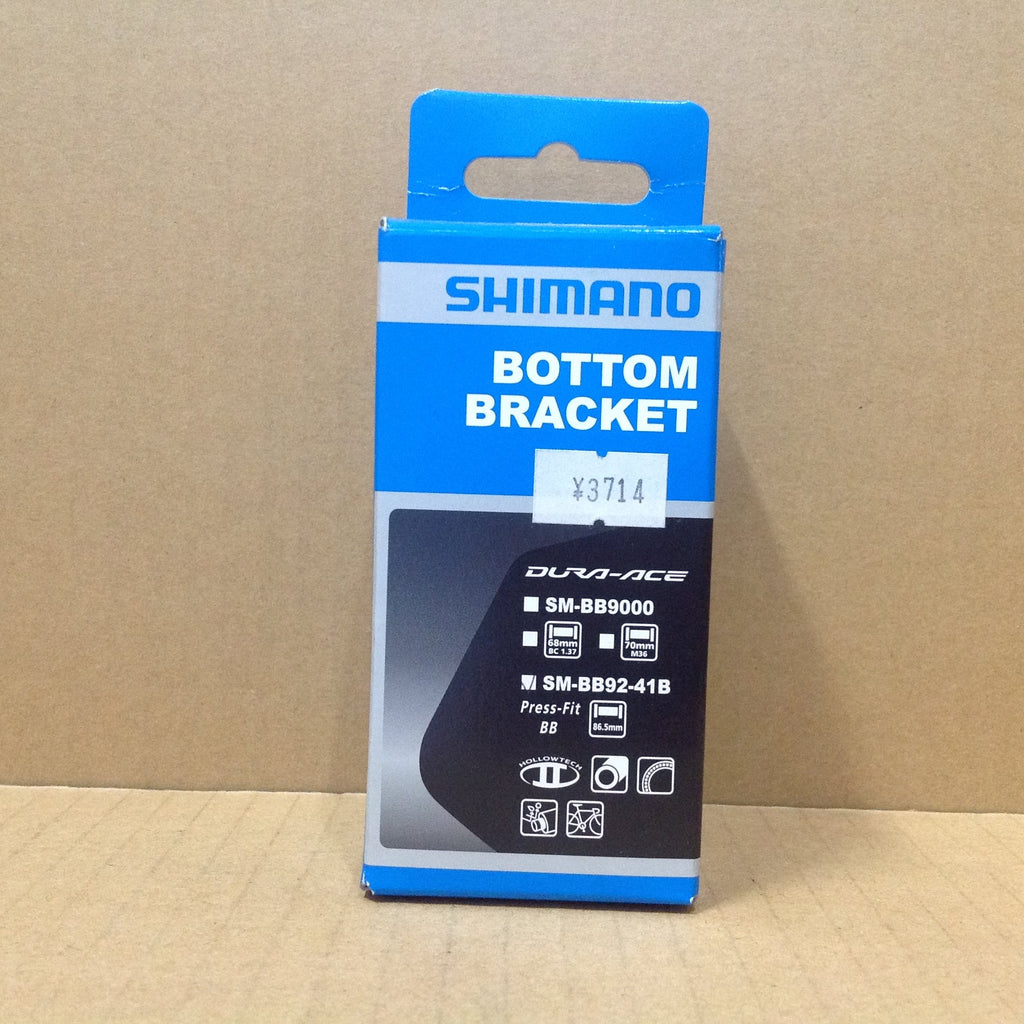 SHIMANO
BOTTOM
BRACKET
¥3714
DURA-ACE
SM-BB9000
68mm
BC 1.37
70mm
M36
SM-BB92-41B
Press-Fit
BB
86.5mm
HOLLOWTECH
II